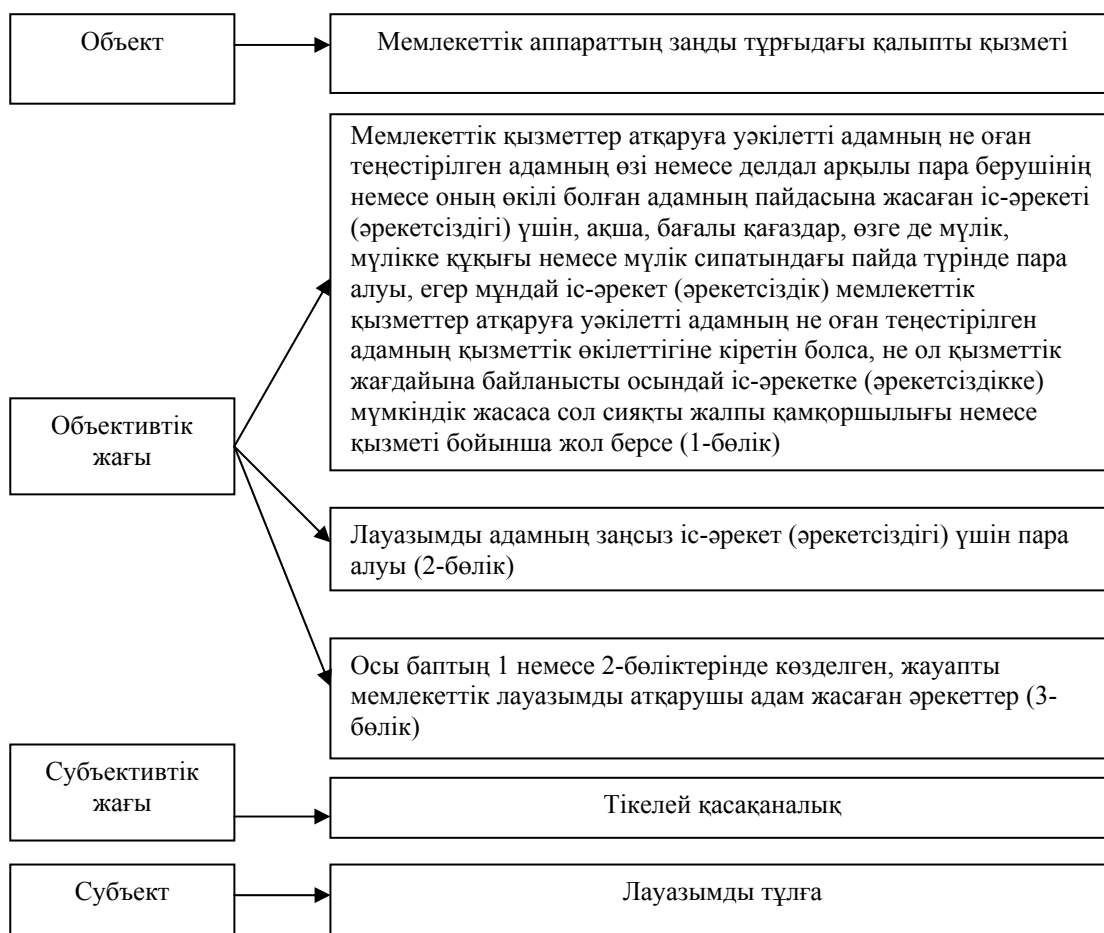 Объект
Мемлекеттік аппараттың заңды тұрғыдағы қалыпты қызметі
Мемлекеттік қызметтер атқаруға уәкілетті адамның не оған
теңестірілген адамның өзі немесе делдал арқылы пара берушінің
немесе оның өкілі болған адамның пайдасына жасаған іс-әрекеті
(әрекетсіздігі) үшін, ақша, бағалы қағаздар, өзге де мүлік,
мүлікке құқығы немесе мүлік сипатындағы пайда түрінде пара
алуы, егер мұндай іс-әрекет (әрекетсіздік) мемлекеттік
қызметтер атқаруға уәкілетті адамның не оған теңестірілген
адамның қызметтік өкілеттігіне кіретін болса, не ол қызметтік
жағдайына байланысты осындай іс-әрекетке (әрекетсіздікке)
мүмкіндік жасаса сол сияқты жалпы қамқоршылығы немесе
қызметі бойынша жол берсе (1-бөлік)
Объективтік
жағы
Лауазымды адамның заңсыз іс-әрекет (әрекетсіздігі) үшін пара
алуы (2-бөлік)
Осы баптың 1 немесе 2-бөліктерінде көзделген, жауапты
мемлекеттік лауазымды атқарушы адам жасаған әрекеттер (3-
бөлік)
Субъективтік
жағы
Тікелей қасақаналық
Субъект
Лауазымды тұлға